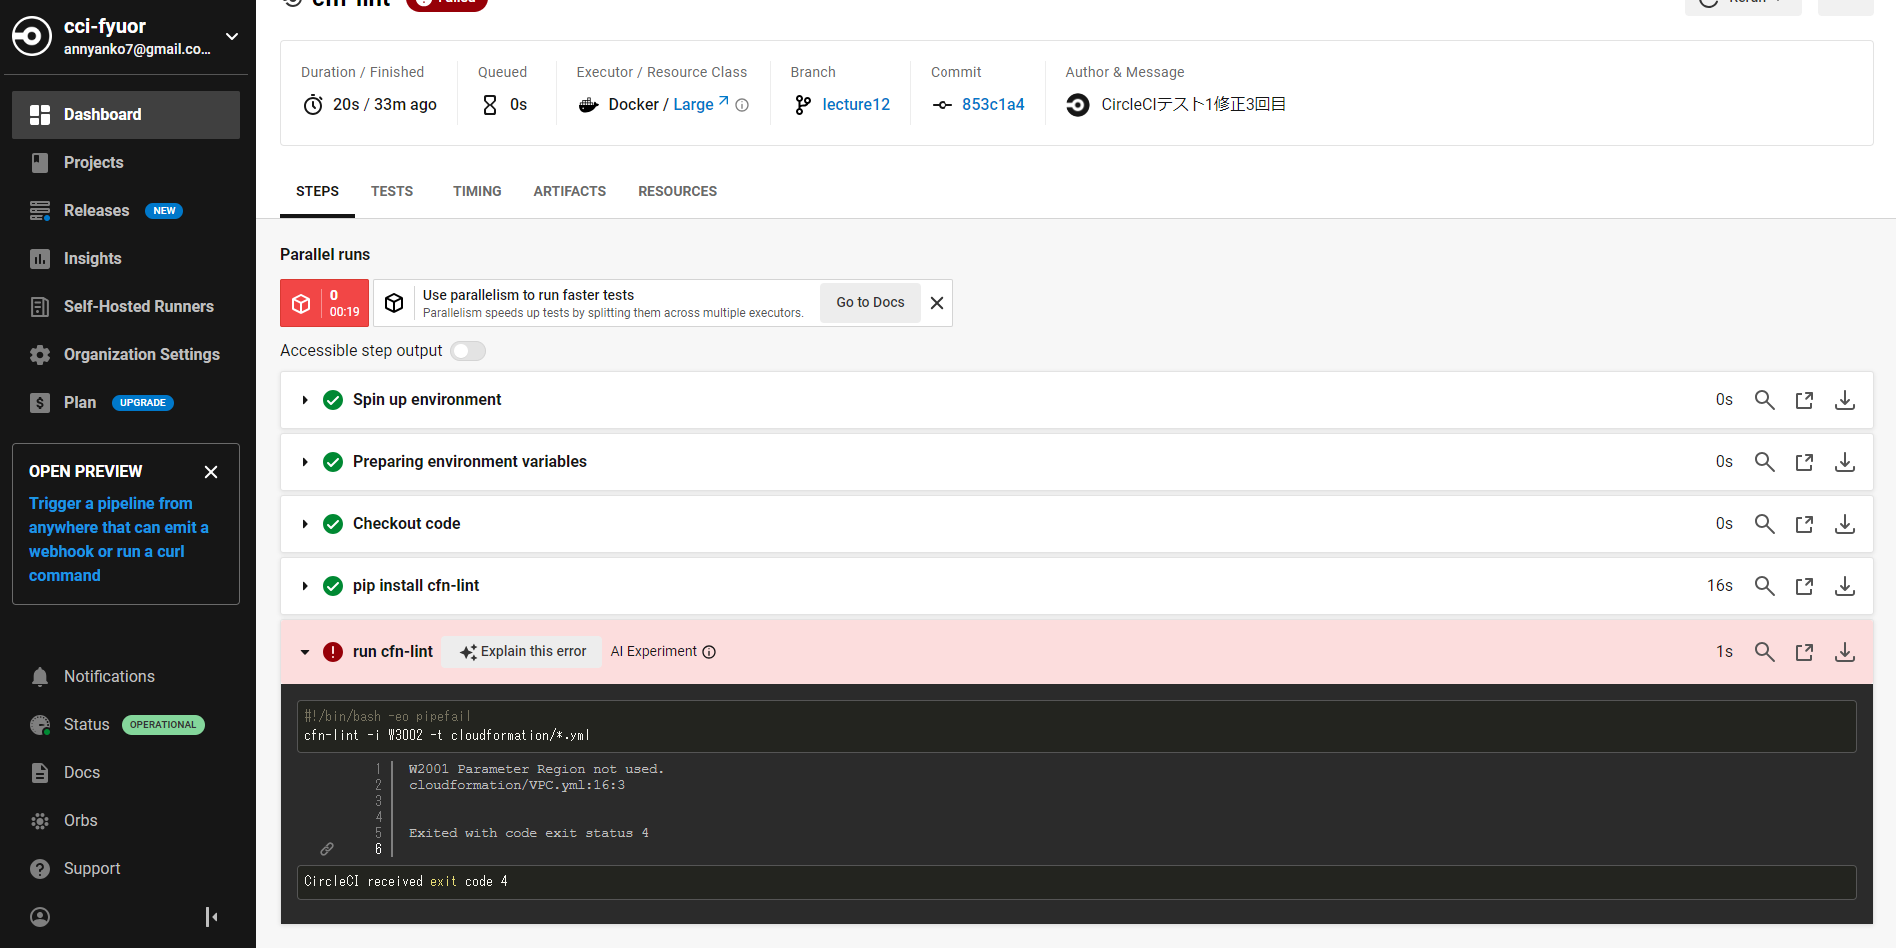 cci-fyuor
annyanko7@gmail.co...
Dashboard
Projects
Releases NEW
Insights
Self-Hosted Runners
Organization Settings
Plan UPGRADE
OPEN PREVIEW
Trigger a pipeline from
anywhere that can emit a
webhook or run a curl
command
Notifications
Status OPERATIONAL
Docs
Orbs
Support
cfn-lint Failed
Rerun
Duration / Finished
20s / 33m ago
Queued
0s
Executor / Resource Class
Docker / Large
Branch
lecture12
Commit
853c1a4
Author & Message
CircleCIテスト1修正3回目
STEPS TESTS TIMING ARTIFACTS RESOURCES
Parallel runs
0
00:19
Use parallelism to run faster tests
Parallelism speeds up tests by splitting them across multiple executors.
Go to Docs
Accessible step output
Spin up environment 0s
Preparing environment variables 0s
Checkout code 0s
pip install cfn-lint 16s
run cfn-lint Explain this error AI Experiment 1s
#!/bin/bash -eo pipefail
cfn-lint -i W3002 -t cloudformation/*.yml
1 W2001 Parameter Region not used.
2 cloudformation/VPC.yml:16:3
3
4
5 Exited with code exit status 4
6
CircleCI received exit code 4